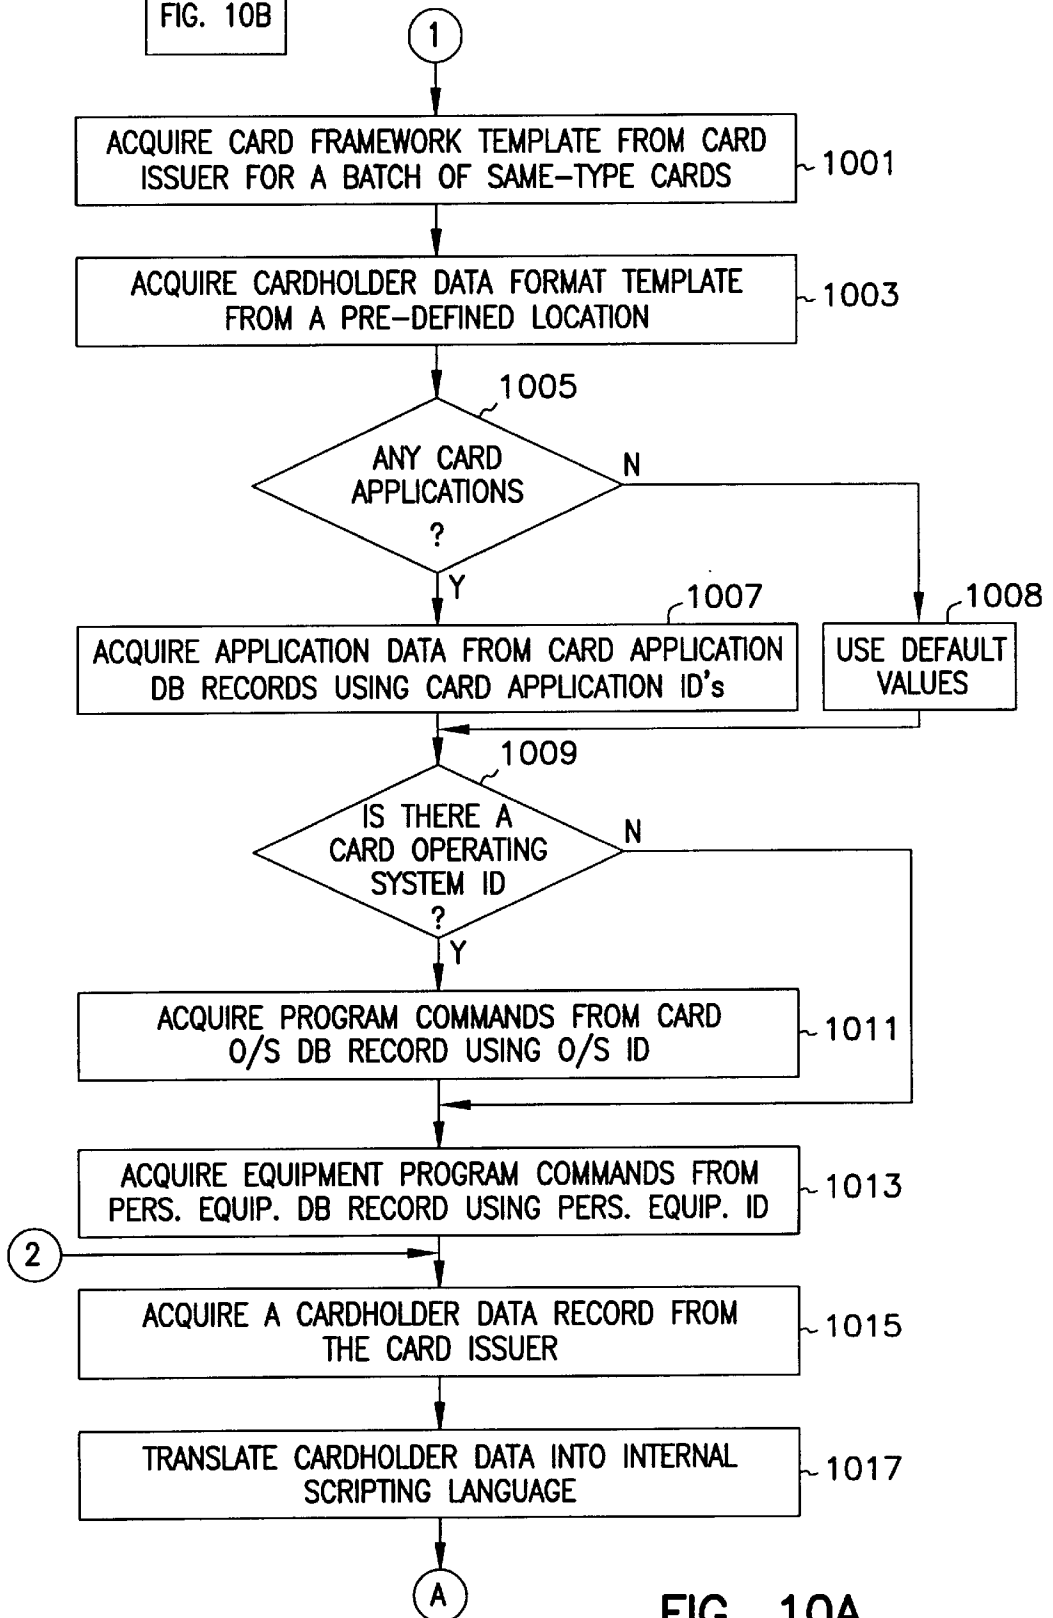 FIG. 10B
1
ACQUIRE CARD FRAMEWORK TEMPLATE FROM CARD
ISSUER FOR A BATCH OF SAME-TYPE CARDS
1001
ACQUIRE CARDHOLDER DATA FORMAT TEMPLATE
FROM A PRE-DEFINED LOCATION
1003
1005
ANY CARD
APPLICATIONS
?
N
Y
1007
ACQUIRE APPLICATION DATA FROM CARD APPLICATION
DB RECORDS USING CARD APPLICATION ID's
1008
USE DEFAULT
VALUES
1009
IS THERE A
CARD OPERATING
SYSTEM ID
?
N
Y
ACQUIRE PROGRAM COMMANDS FROM CARD
O/S DB RECORD USING O/S ID
1011
ACQUIRE EQUIPMENT PROGRAM COMMANDS FROM
PERS. EQUIP. DB RECORD USING PERS. EQUIP. ID
1013
2
ACQUIRE A CARDHOLDER DATA RECORD FROM
THE CARD ISSUER
1015
TRANSLATE CARDHOLDER DATA INTO INTERNAL
SCRIPTING LANGUAGE
1017
A
FIG. 10A